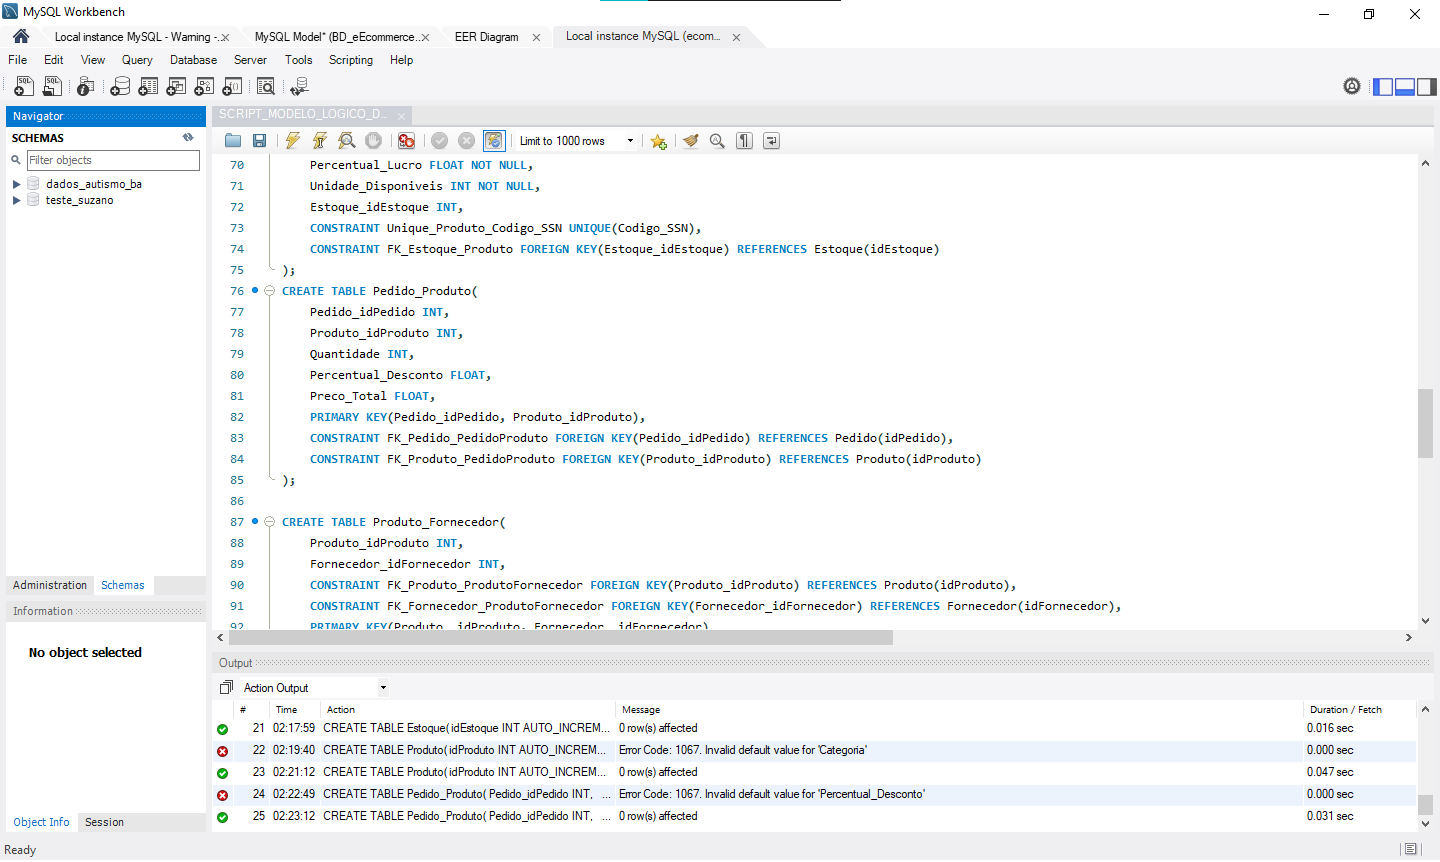 MySQL Workbench
Local instance MySQL - Warning -...
MySQL Model* (BD_eEcommerce...
EER Diagram
Local instance MySQL (ecom...
File Edit View Query Database Server Tools Scripting Help
Navigator
SCHEMAS
Filter objects
dados_autismo_ba
teste_suzano
Administration Schemas
Information
No object selected
Object Info Session
SCRIPT_MODELO_LOGICO_D...
Limit to 1000 rows
70 Percentual_Lucro FLOAT NOT NULL,
71 Unidade_Disponiveis INT NOT NULL,
72 Estoque_idEstoque INT,
73 CONSTRAINT Unique_Produto_Codigo_SSN UNIQUE(Codigo_SSN),
74 CONSTRAINT FK_Estoque_Produto FOREIGN KEY(Estoque_idEstoque) REFERENCES Estoque(idEstoque)
75 );
76 CREATE TABLE Pedido_Produto(
77 Pedido_idPedido INT,
78 Produto_idProduto INT,
79 Quantidade INT,
80 Percentual_Desconto FLOAT,
81 Preco_Total FLOAT,
82 PRIMARY KEY(Pedido_idPedido, Produto_idProduto),
83 CONSTRAINT FK_Pedido_PedidoProduto FOREIGN KEY(Pedido_idPedido) REFERENCES Pedido(idPedido),
84 CONSTRAINT FK_Produto_PedidoProduto FOREIGN KEY(Produto_idProduto) REFERENCES Produto(idProduto)
85 );
86
87 CREATE TABLE Produto_Fornecedor(
88 Produto_idProduto INT,
89 Fornecedor_idFornecedor INT,
90 CONSTRAINT FK_Produto_ProdutoFornecedor FOREIGN KEY(Produto_idProduto) REFERENCES Produto(idProduto),
91 CONSTRAINT FK_Fornecedor_ProdutoFornecedor FOREIGN KEY(Fornecedor_idFornecedor) REFERENCES Fornecedor(idFornecedor),
92 PRIMARY KEY(Produto_idProduto, Fornecedor_idFornecedor)
Output
Action Output
# Time Action Message Duration / Fetch
21 02:17:59 CREATE TABLE Estoque( idEstoque INT AUTO_INCREM... 0 row(s) affected 0.016 sec
22 02:19:40 CREATE TABLE Produto( idProduto INT AUTO_INCREM... Error Code: 1067. Invalid default value for 'Categoria' 0.000 sec
23 02:21:12 CREATE TABLE Produto( idProduto INT AUTO_INCREM... 0 row(s) affected 0.047 sec
24 02:22:49 CREATE TABLE Pedido_Produto( Pedido_idPedido INT, ... Error Code: 1067. Invalid default value for 'Percentual_Desconto' 0.000 sec
25 02:23:12 CREATE TABLE Pedido_Produto( Pedido_idPedido INT, ... 0 row(s) affected 0.031 sec
Ready